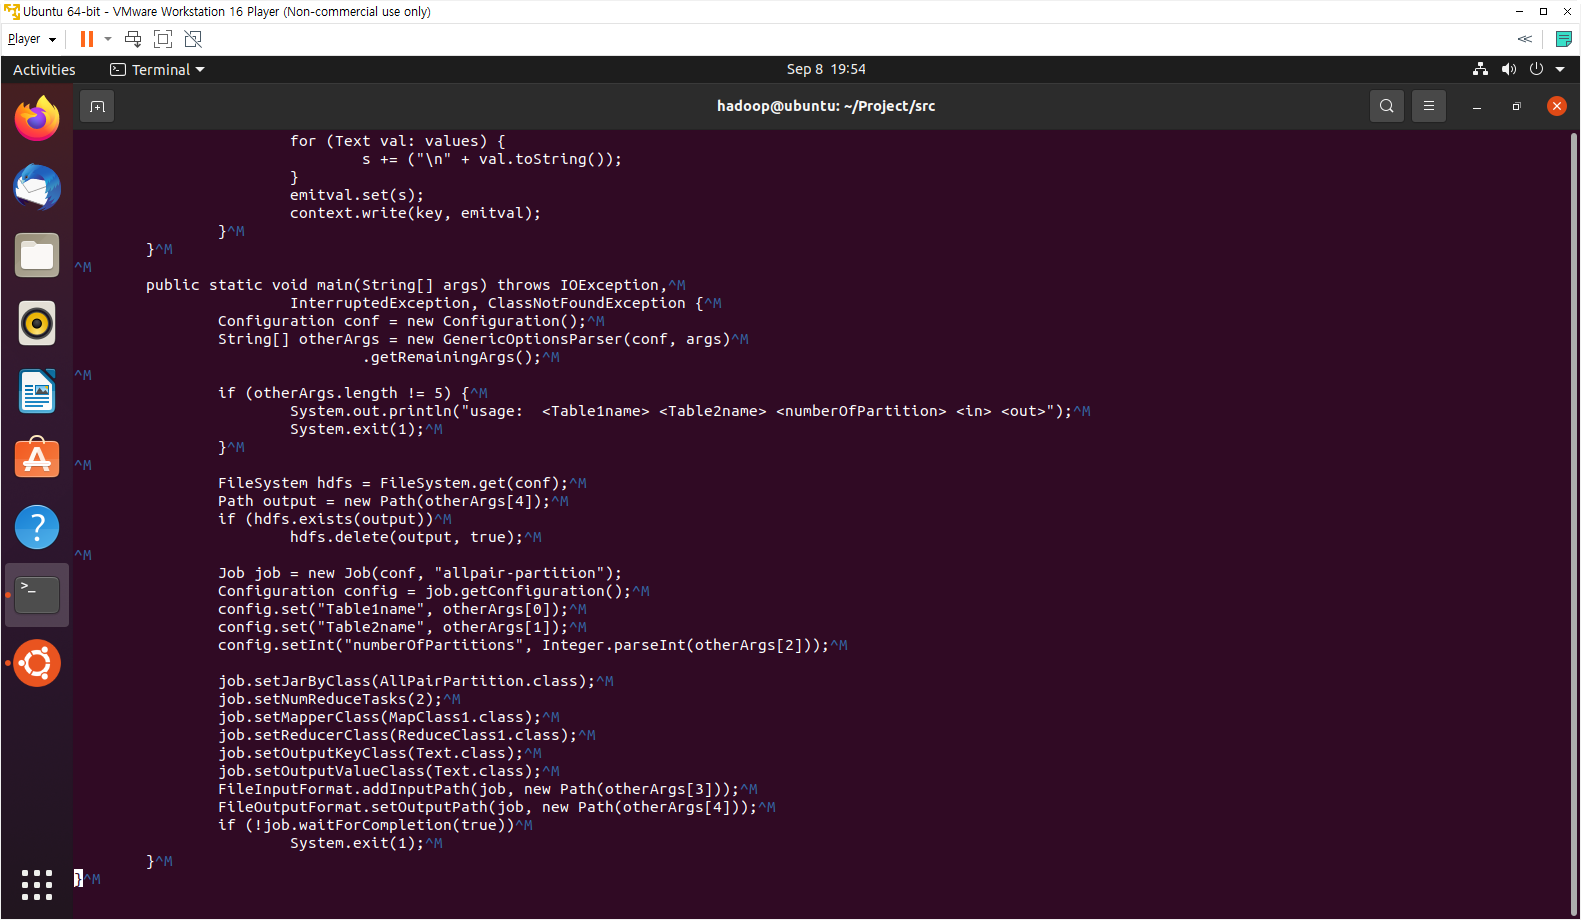 Ubuntu 64-bit - VMware Workstation 16 Player (Non-commercial use only)
Player
Activities
Terminal
Sep 8 19:54
hadoop@ubuntu: ~/Project/src
for (Text val: values) {
s += ("\n" + val.toString());
}
emitval.set(s);
context.write(key, emitval);
}^M
}^M
^M
public static void main(String[] args) throws IOException,^M
InterruptedException, ClassNotFoundException {^M
Configuration conf = new Configuration();^M
String[] otherArgs = new GenericOptionsParser(conf, args)^M
.getRemainingArgs();^M
^M
if (otherArgs.length != 5) {^M
System.out.println("usage:  <Table1name> <Table2name> <numberOfPartition> <in> <out>");^M
System.exit(1);^M
}^M
^M
FileSystem hdfs = FileSystem.get(conf);^M
Path output = new Path(otherArgs[4]);^M
if (hdfs.exists(output))^M
hdfs.delete(output, true);^M
^M
Job job = new Job(conf, "allpair-partition");
Configuration config = job.getConfiguration();^M
config.set("Table1name", otherArgs[0]);^M
config.set("Table2name", otherArgs[1]);^M
config.setInt("numberOfPartitions", Integer.parseInt(otherArgs[2]));^M
job.setJarByClass(AllPairPartition.class);^M
job.setNumReduceTasks(2);^M
job.setMapperClass(MapClass1.class);^M
job.setReducerClass(ReduceClass1.class);^M
job.setOutputKeyClass(Text.class);^M
job.setOutputValueClass(Text.class);^M
FileInputFormat.addInputPath(job, new Path(otherArgs[3]));^M
FileOutputFormat.setOutputPath(job, new Path(otherArgs[4]));^M
if (!job.waitForCompletion(true))^M
System.exit(1);^M
}^M
}^M